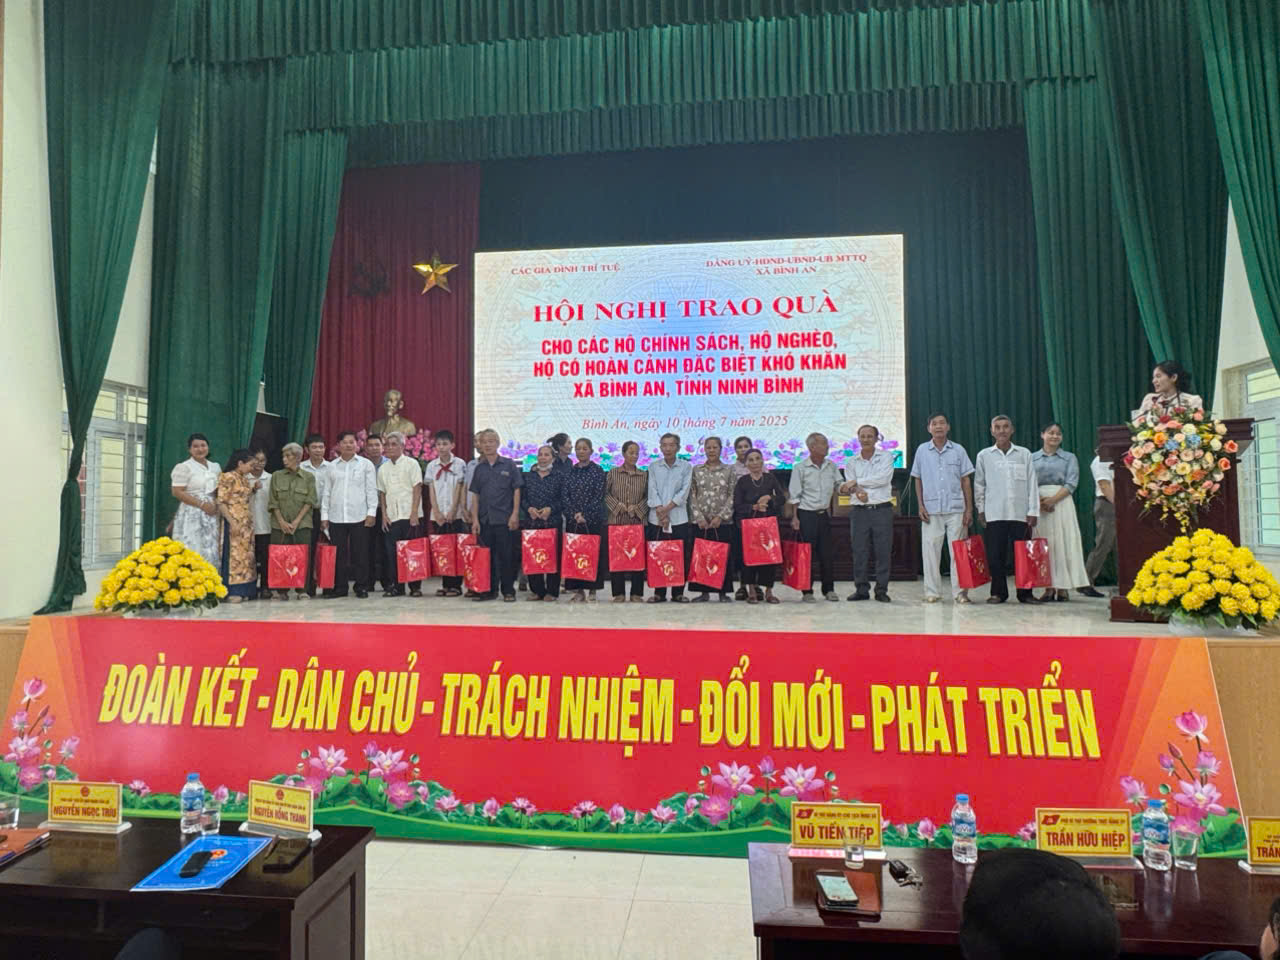 CÁC GIA ĐÌNH TRÍ TUỆ
ĐẢNG UỶ-HĐND-UBND-UB MTTQ
XÃ BÌNH AN
HỘI NGHỊ TRAO QUÀ
CHO CÁC HỘ CHÍNH SÁCH, HỘ NGHÈO,
HỘ CÓ HOÀN CẢNH ĐẶC BIỆT KHÓ KHĂN
XÃ BÌNH AN, TỈNH NINH BÌNH
Bình An, ngày 10 tháng 7 năm 2025
ĐOÀN KẾT - DÂN CHỦ - TRÁCH NHIỆM - ĐỔI MỚI - PHÁT TRIỂN
NGUYỄN NGỌC TRÌU
NGUYỄN HỒNG THANH
VŨ TIẾN TIỆP
TRẦN HỮU HIỆP
TRẦN